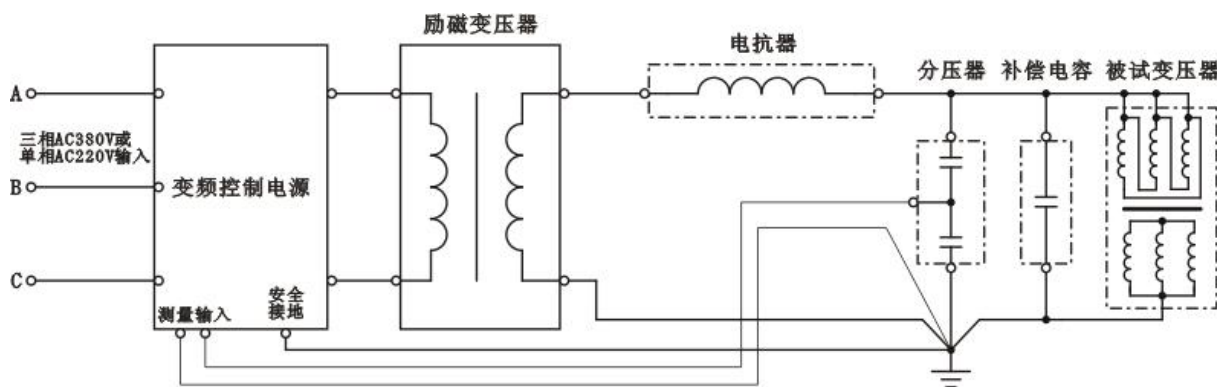 励磁变压器
电抗器
分压器
补偿电容
被试变压器
A
三相AC380V或
单相AC220V输入
B
变频控制电源
C
测量输入
安全
接地